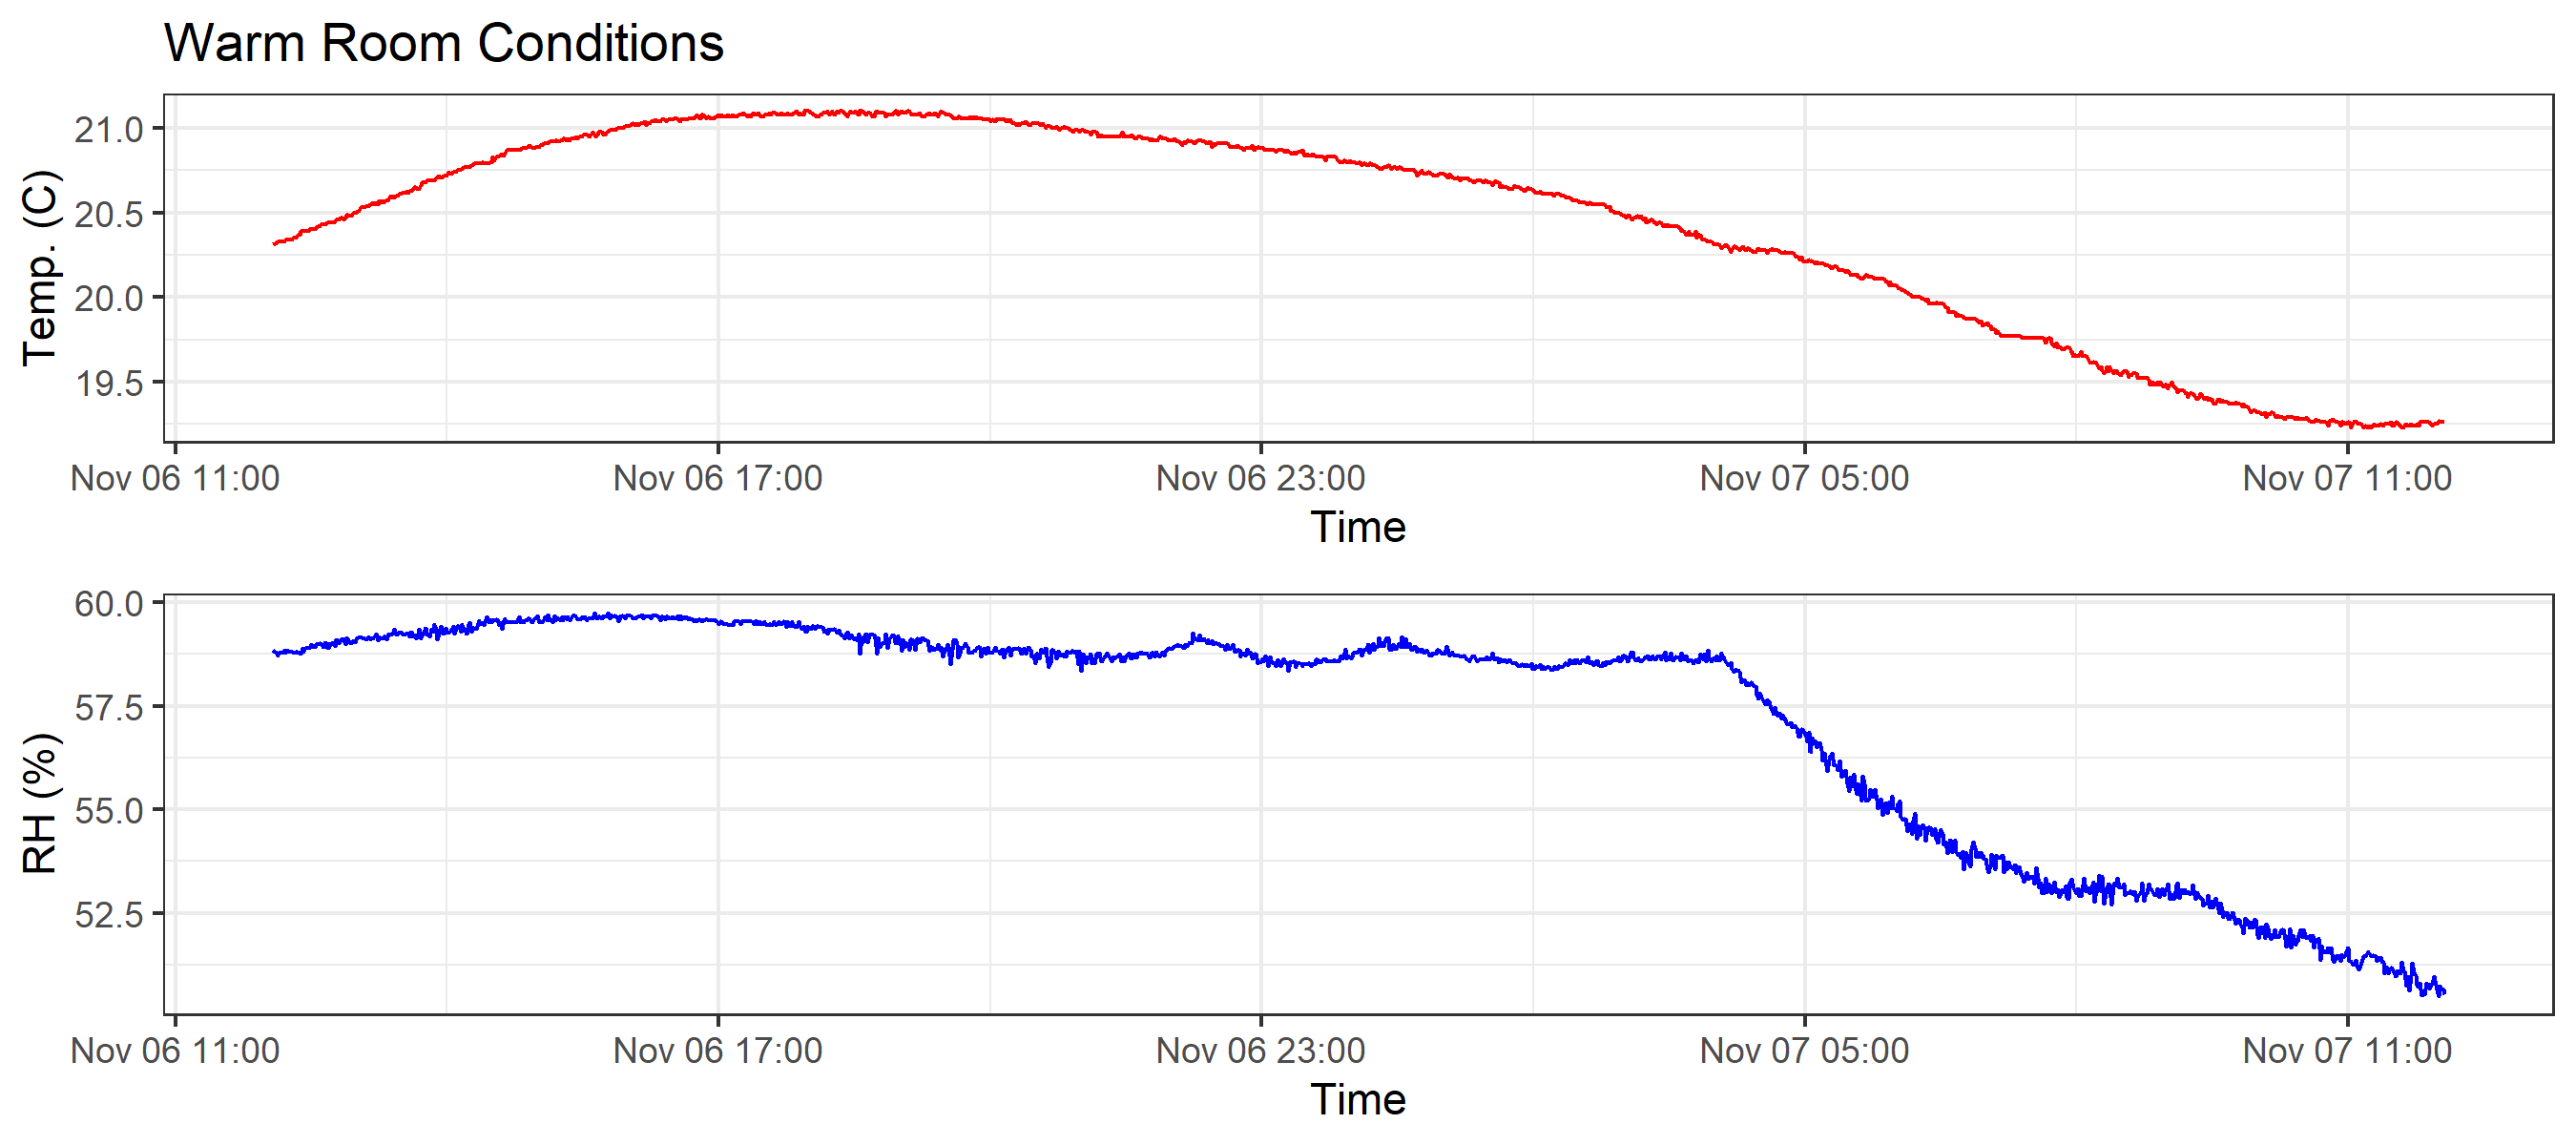 Warm Room Conditions
Temp. (C)
21.0
20.5
20.0
19.5
Nov 06 11:00 Nov 06 17:00 Nov 06 23:00 Nov 07 05:00 Nov 07 11:00
Time
RH (%)
60.0
57.5
55.0
52.5
Nov 06 11:00 Nov 06 17:00 Nov 06 23:00 Nov 07 05:00 Nov 07 11:00
Time